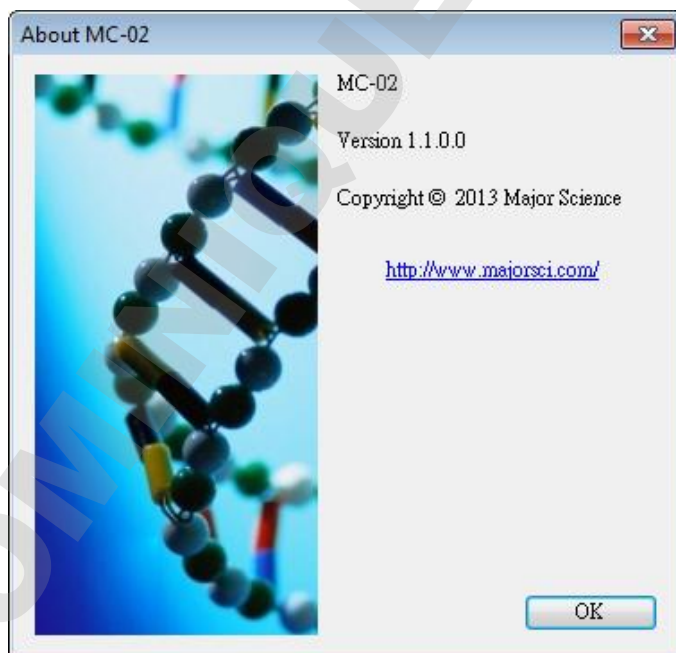 About MC-02
MC-02
Version 1.1.0.0
Copyright © 2013 Major Science
http://www.majorsci.com/
OK